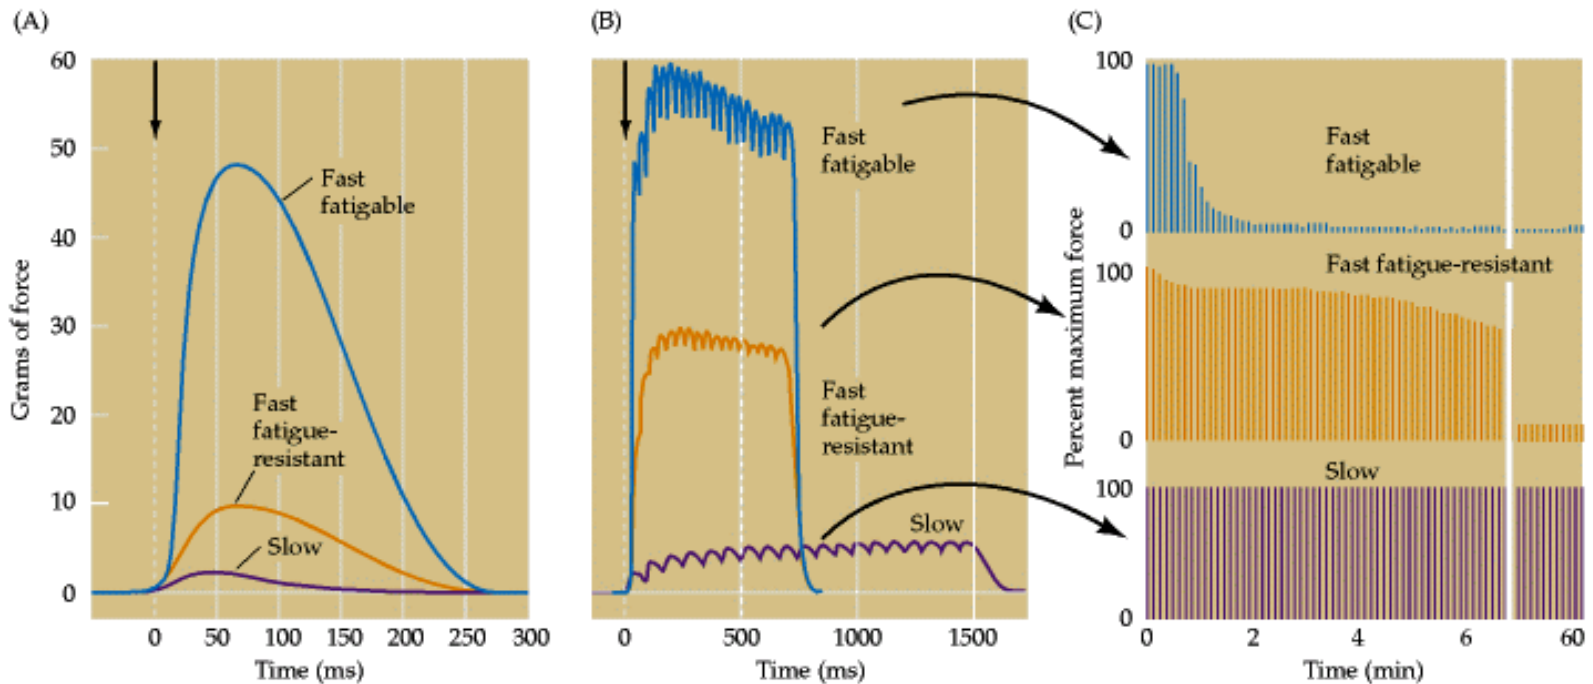 (A)
60
50
40
30
20
10
0
Grams of force
Fast
fatigable
Fast
fatigue-
resistant
Slow
0 50 100 150 200 250 300
Time (ms)
(B)
Fast
fatigable
Fast
fatigue-
resistant
Slow
0 500 1000 1500
Time (ms)
(C)
Percent maximum force
100
Fast
fatigable
0
100
Fast fatigue-resistant
0
Slow
100
0
0 2 4 6 60
Time (min)